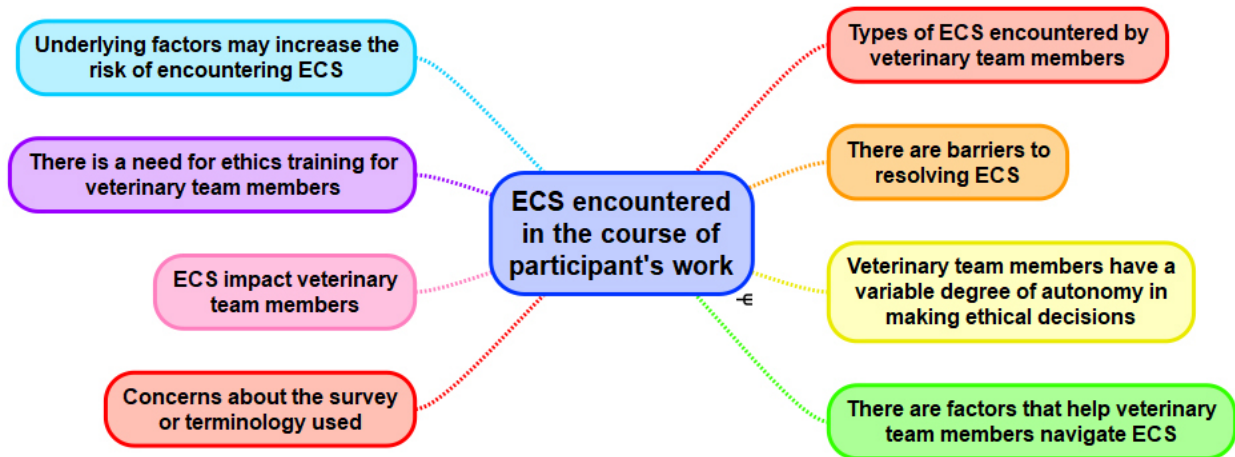 Underlying factors may increase the
risk of encountering ECS
There is a need for ethics training for
veterinary team members
ECS impact veterinary
team members
Concerns about the survey
or terminology used
ECS encountered
in the course of
participant's work
Types of ECS encountered by
veterinary team members
There are barriers to
resolving ECS
Veterinary team members have a
variable degree of autonomy in
making ethical decisions
There are factors that help veterinary
team members navigate ECS